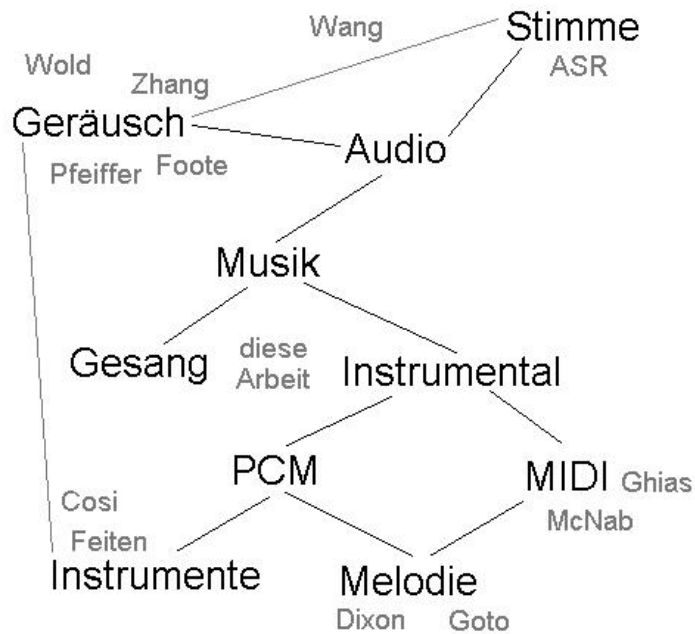 Wang
Stimme
Wold
ASR
Zhang
Geräusch
Audio
Pfeiffer
Foote
Musik
Gesang
diese
Arbeit
Instrumental
PCM
MIDI
Ghias
Cosi
McNab
Feiten
Instrumente
Melodie
Dixon
Goto